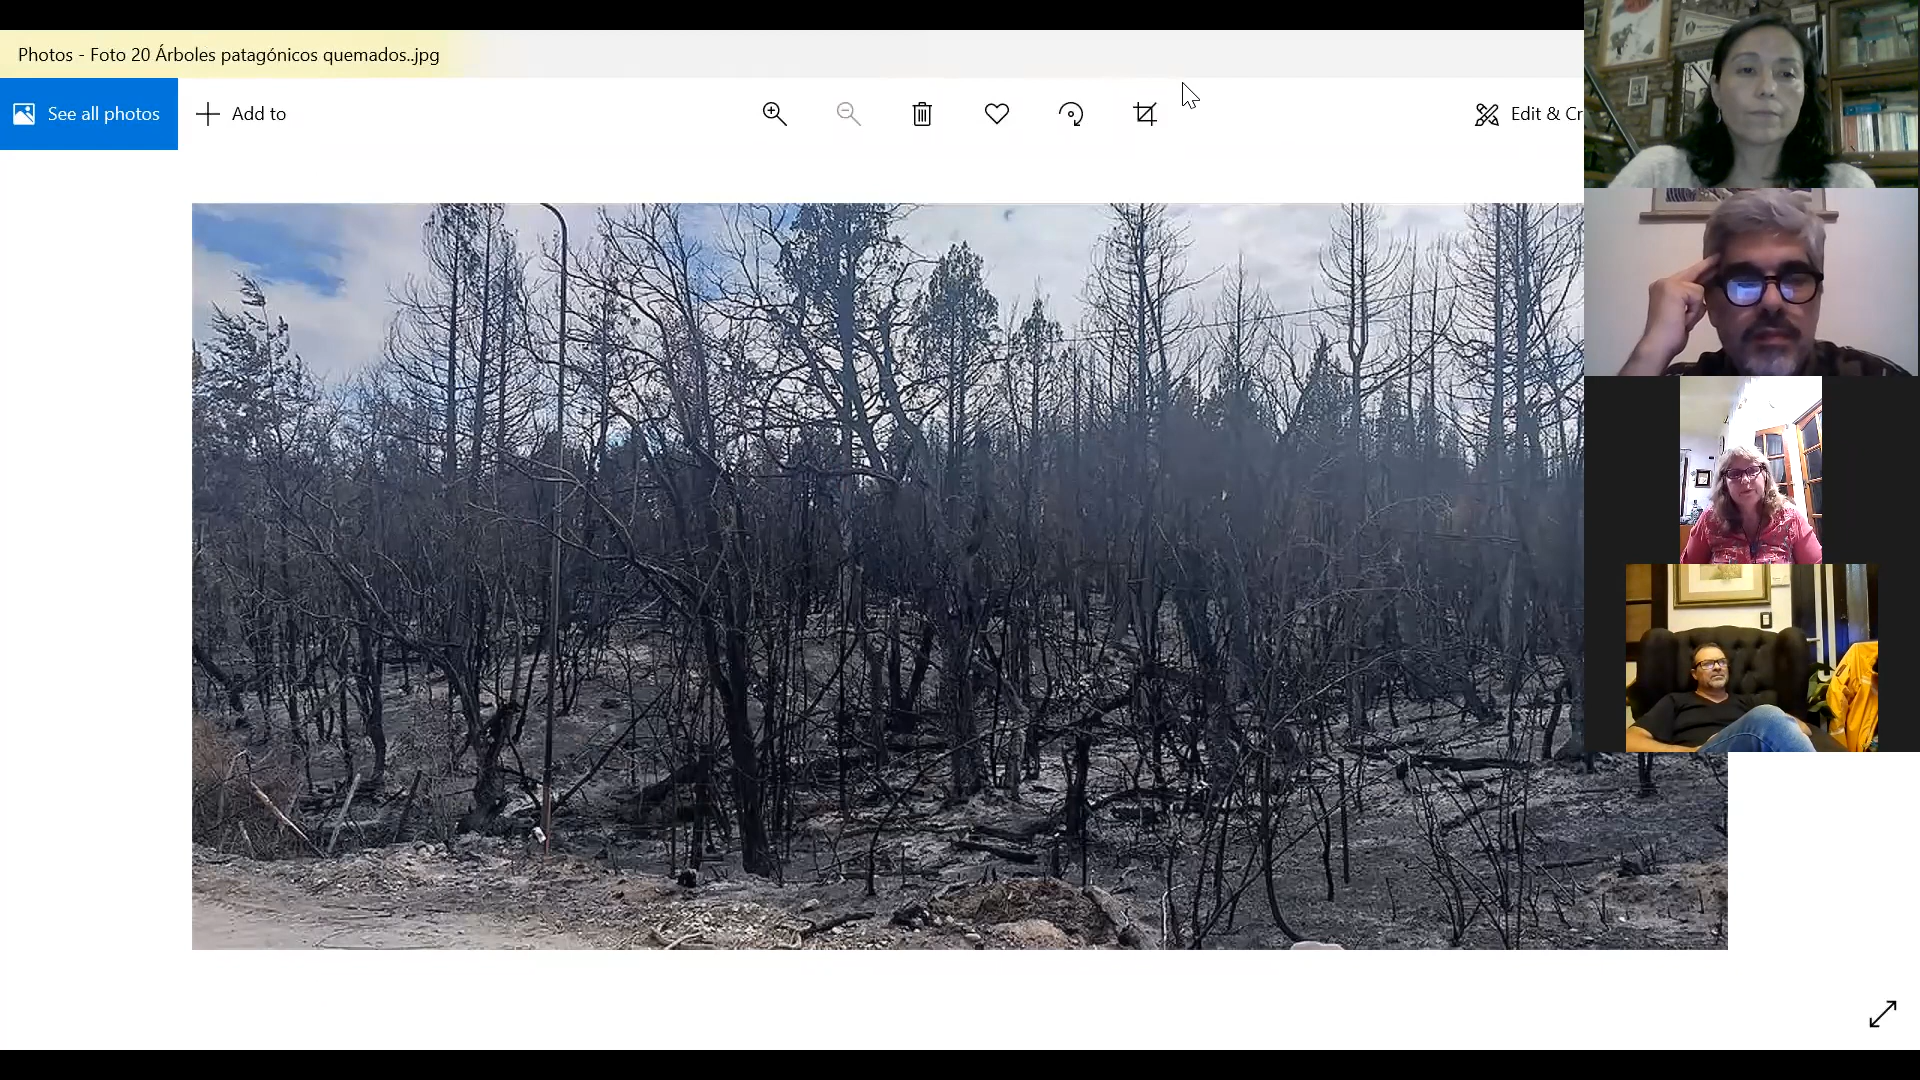 Photos - Foto 20 Árboles patagónicos quemados..jpg
See all photos
Add to
Edit & Cr